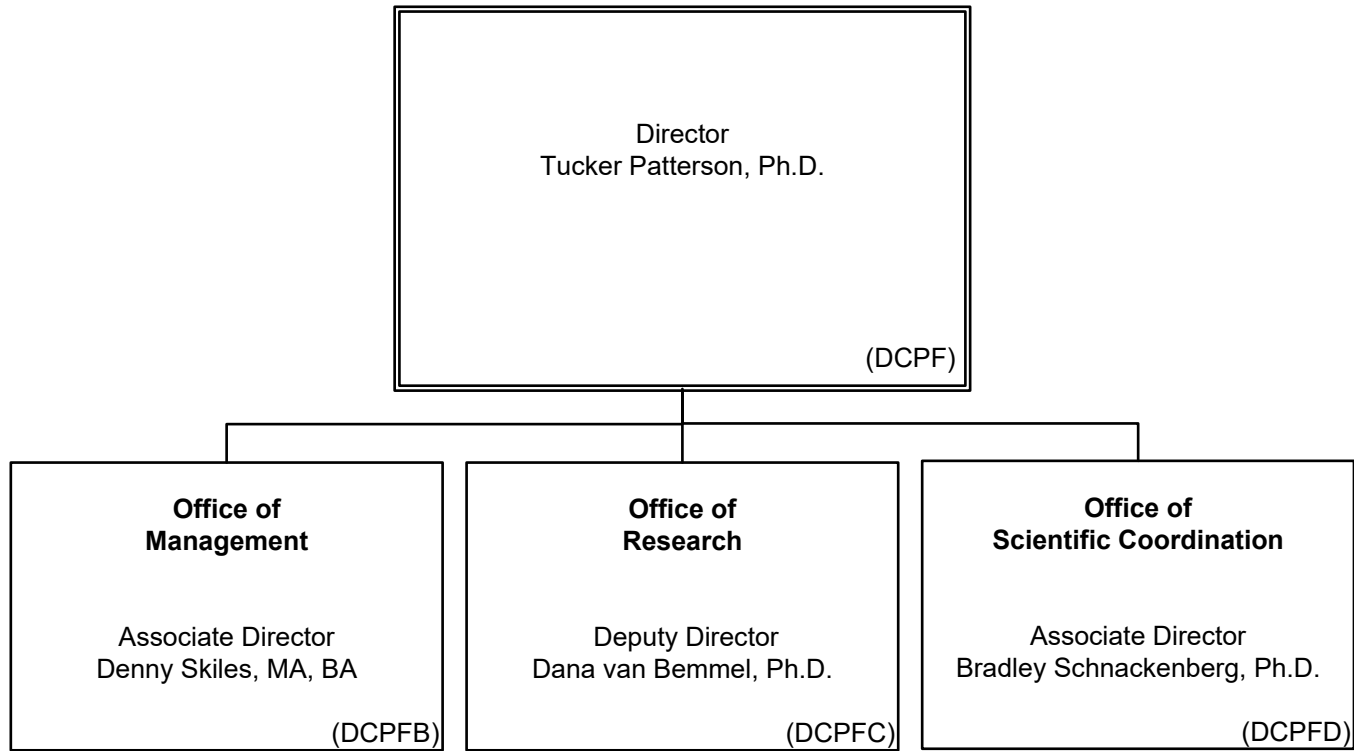 Director
Tucker Patterson, Ph.D.
(DCPF)
Office of
Management
Associate Director
Denny Skiles, MA, BA
(DCPFB)
Office of
Research
Deputy Director
Dana van Bemmel, Ph.D.
(DCPFC)
Office of
Scientific Coordination
Associate Director
Bradley Schnackenberg, Ph.D.
(DCPFD)